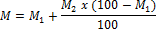 M = M₁ + M₂ x (100 − M₁) / 100